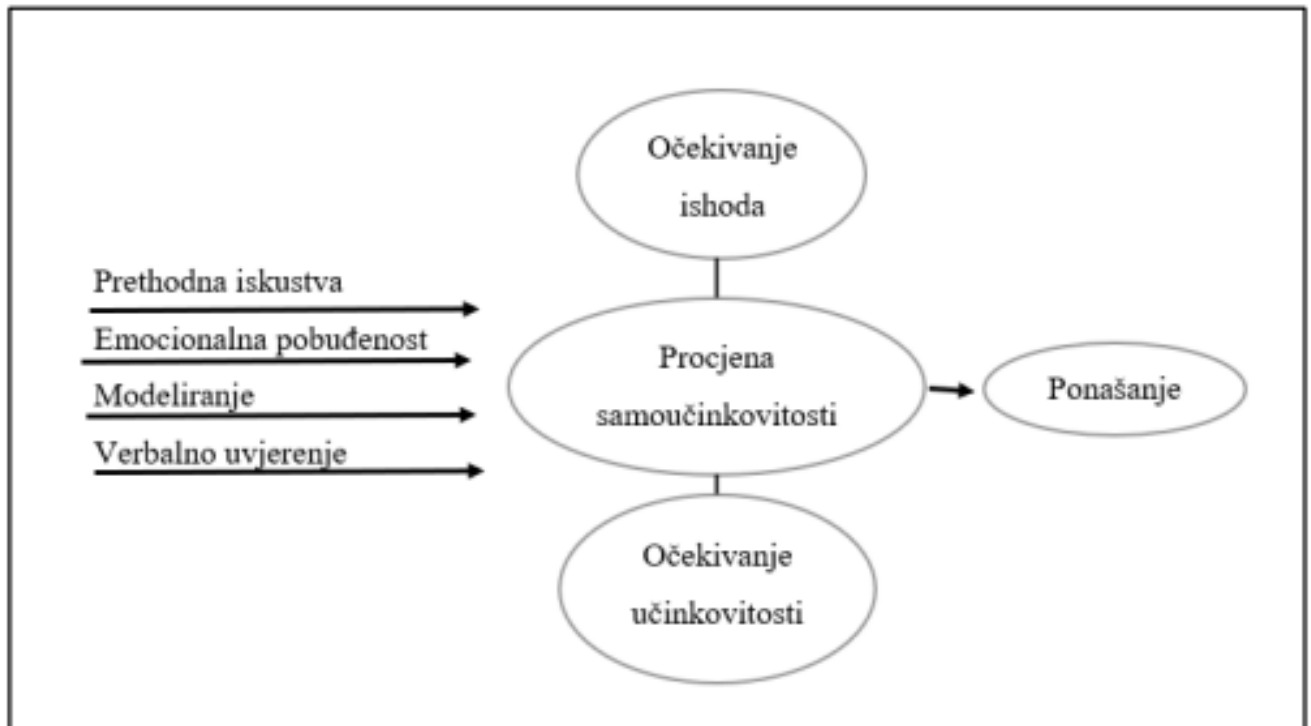 Očekivanje
ishoda
Prethodna iskustva
Emocionalna pobuđenost
Modeliranje
Verbalno uvjerenje
Procjena
samoučinkovitosti
Ponašanje
Očekivanje
učinkovitosti